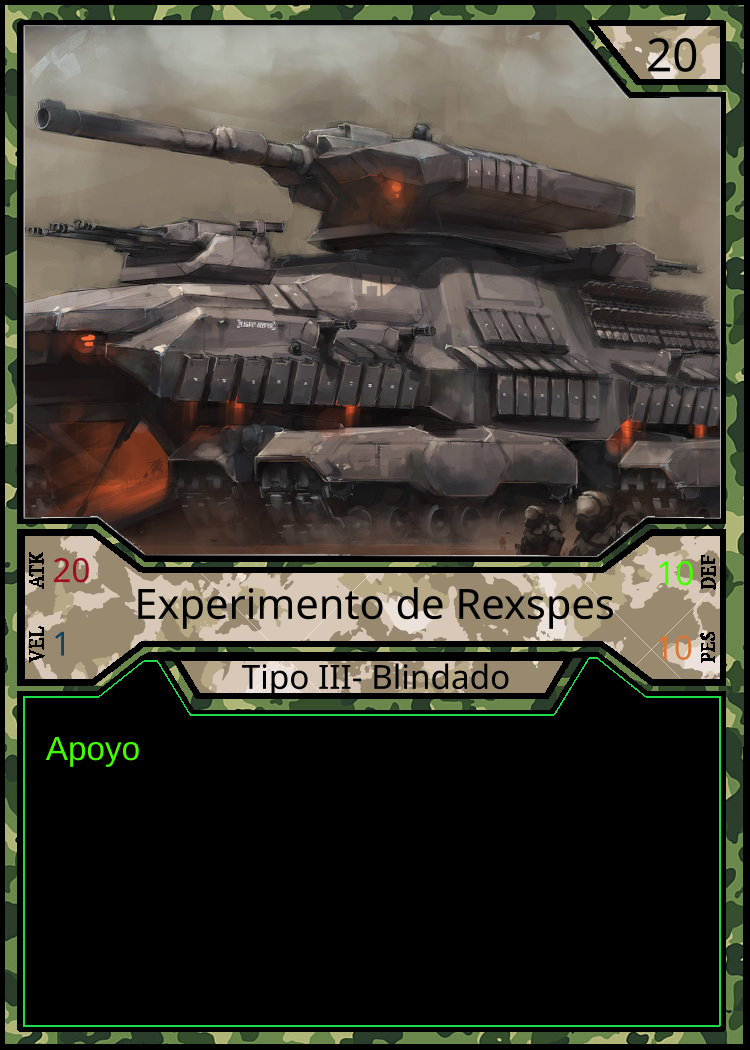 20
ATK 20
10 DEF
Experimento de Rexspes
VEL 1
10 PES
Tipo III- Blindado
Apoyo